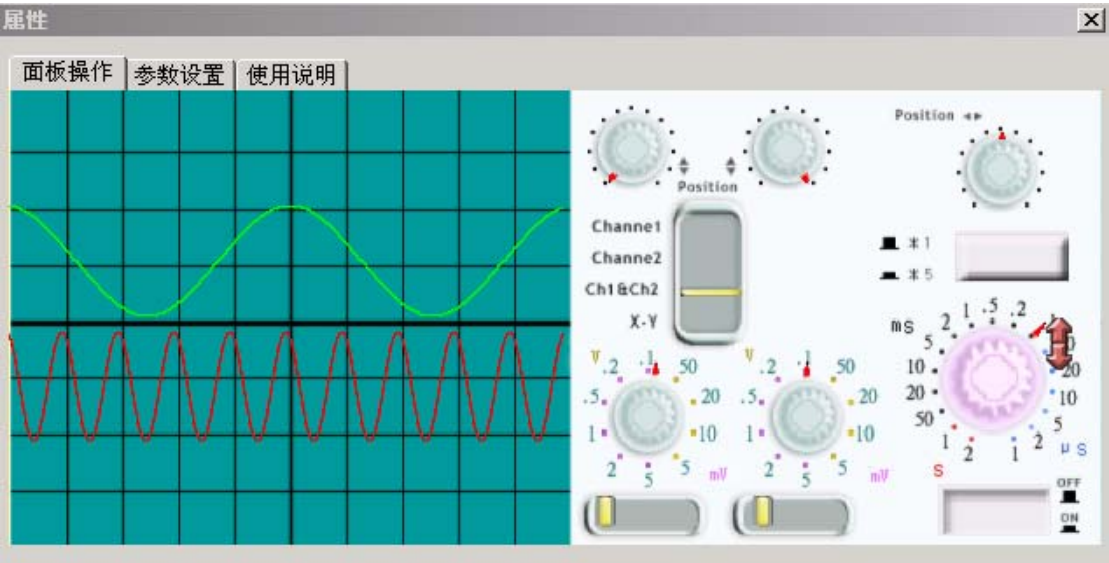 属性
面板操作 参数设置 使用说明
Position
Position
Channe1
Channe2
Ch1&Ch2
X-Y
*1
*5
V .2 .1 50
.5 20
1 10
2 5 5 mV
V .2 .1 50
.5 20
1 10
2 5 5 mV
mS 5 2 1 .5 .2
10 20
20 10
50 5
1 2 1 2 μS
S
OFF
ON